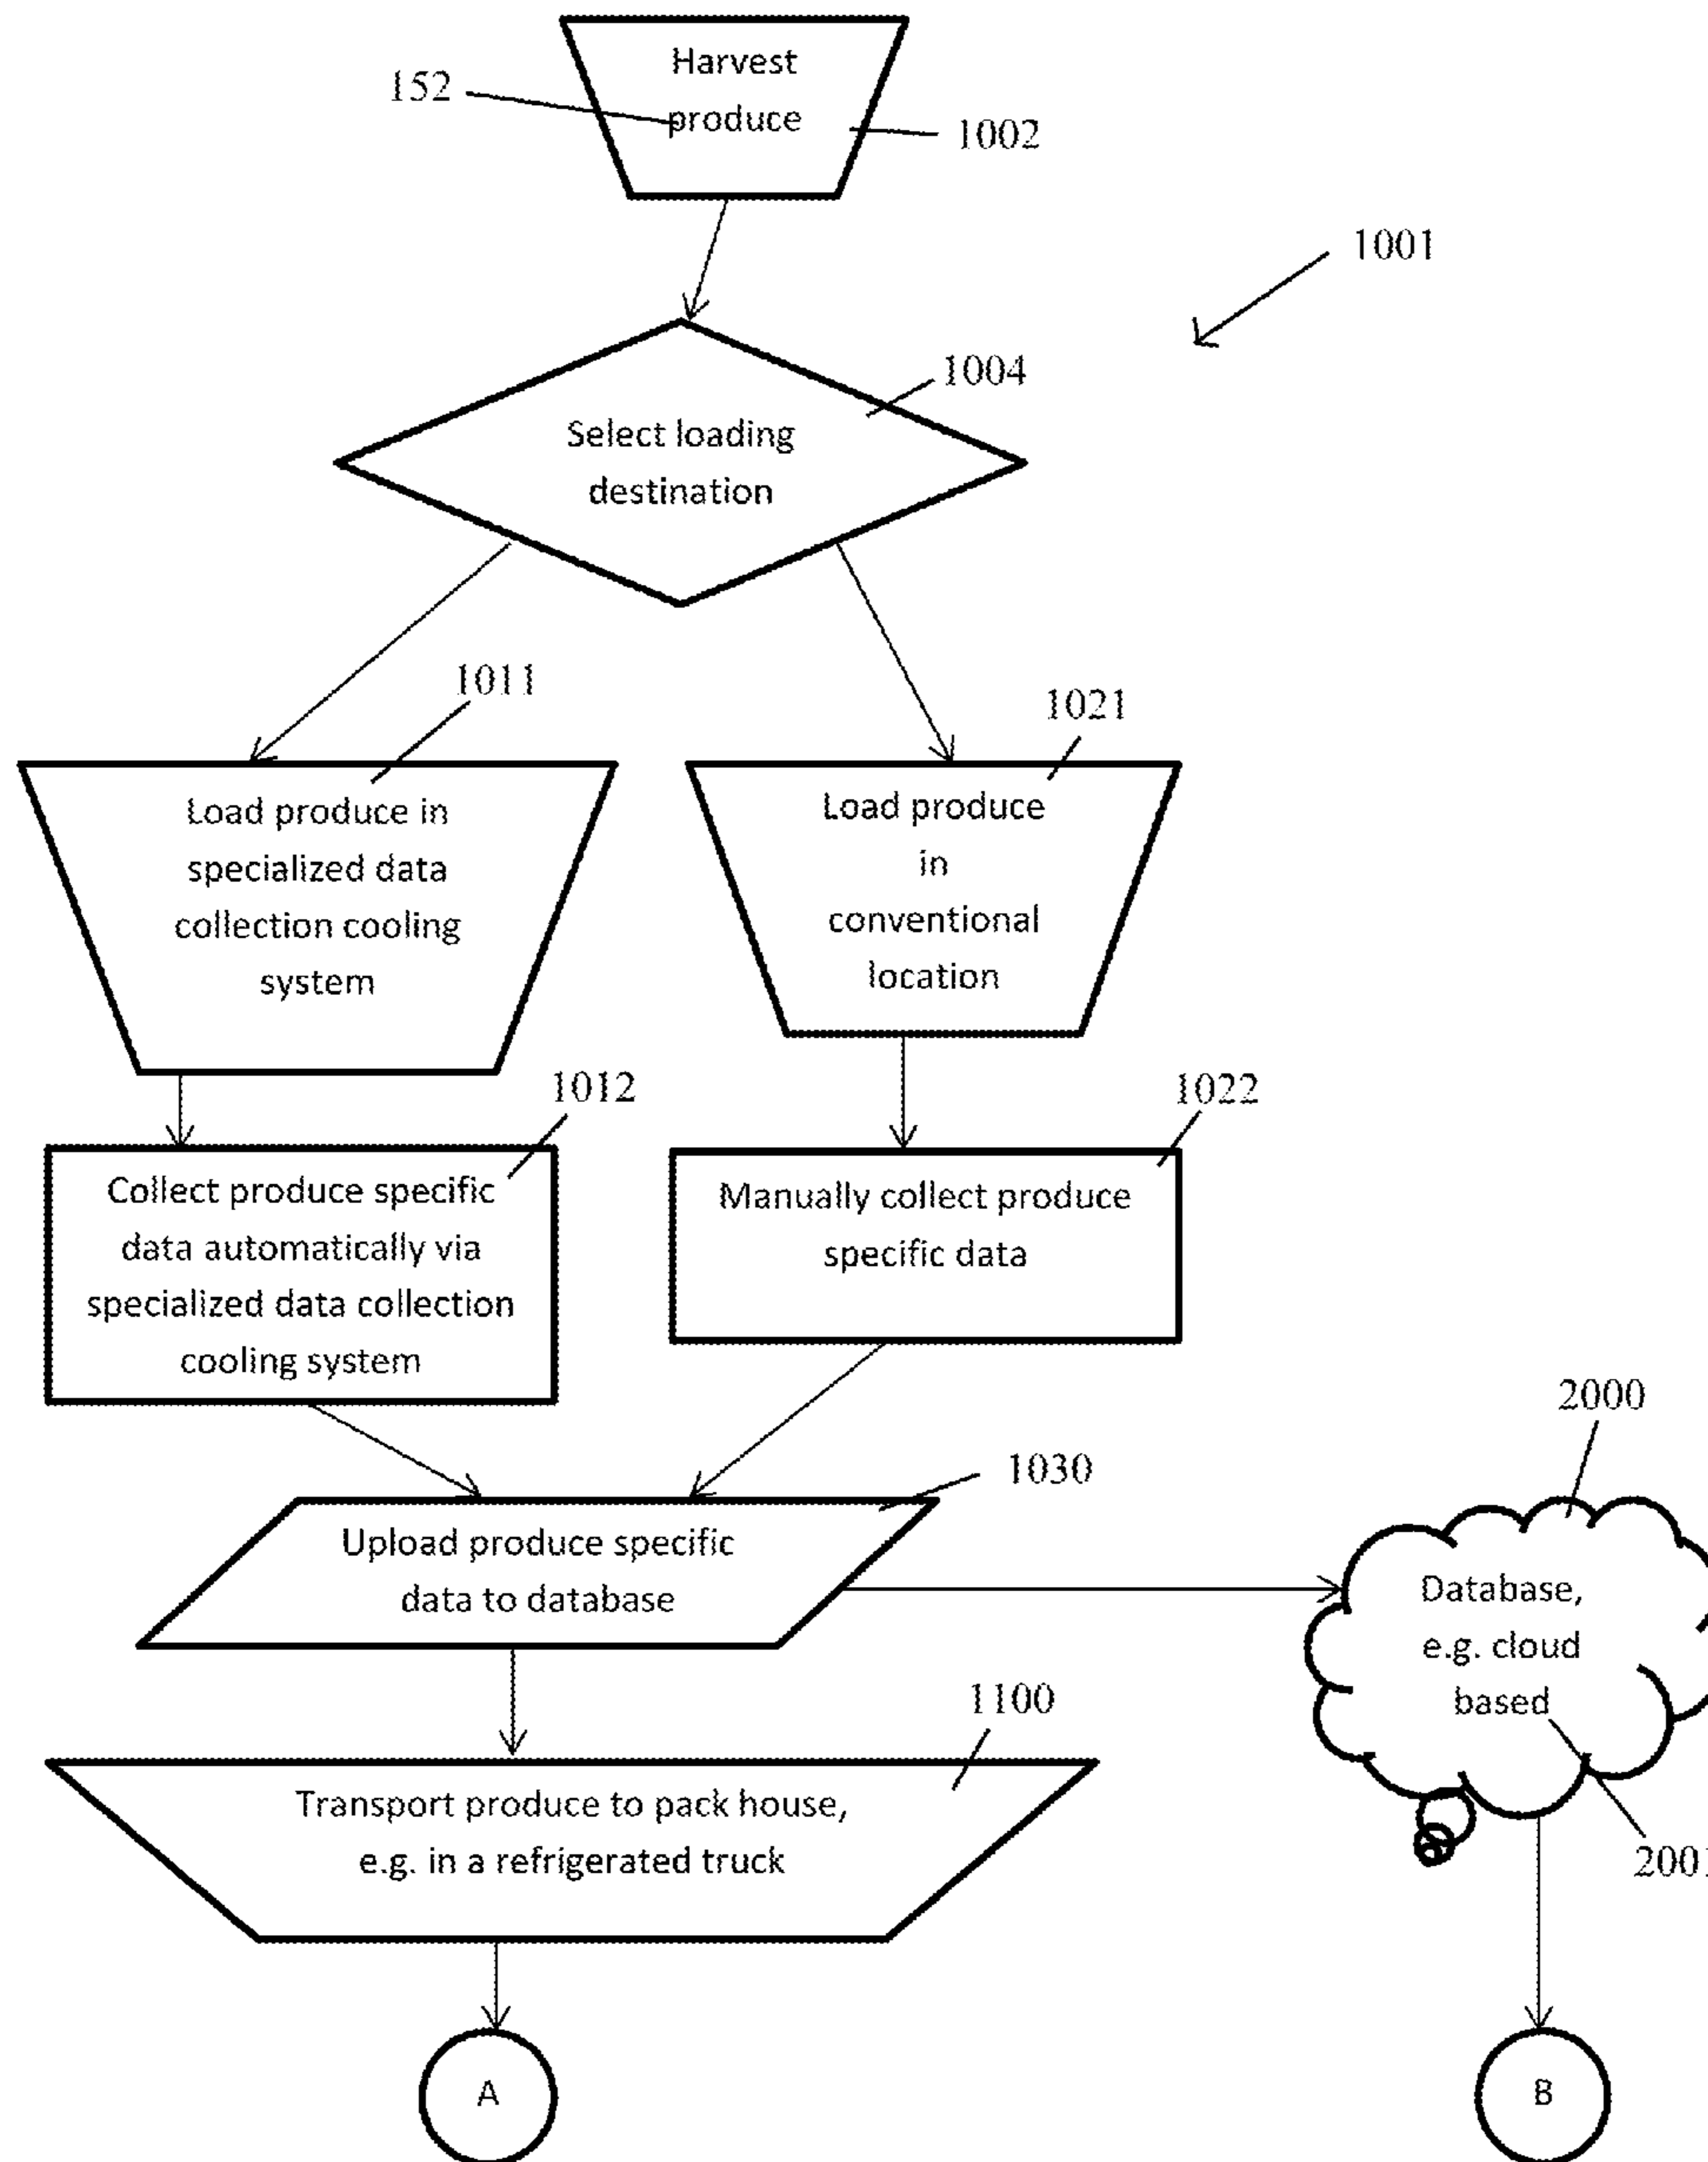 Harvest
152
produce
1002
1001
1004
Select loading
destination
1011
1021
Load produce in
specialized data
collection cooling
system
Load produce
in
conventional
location
1012
1022
Collect produce specific
data automatically via
specialized data collection
cooling system
Manually collect produce
specific data
2000
1030
Upload produce specific
data to database
Database,
e.g. cloud
based
1100
2001
Transport produce to pack house,
e.g. in a refrigerated truck
A
B